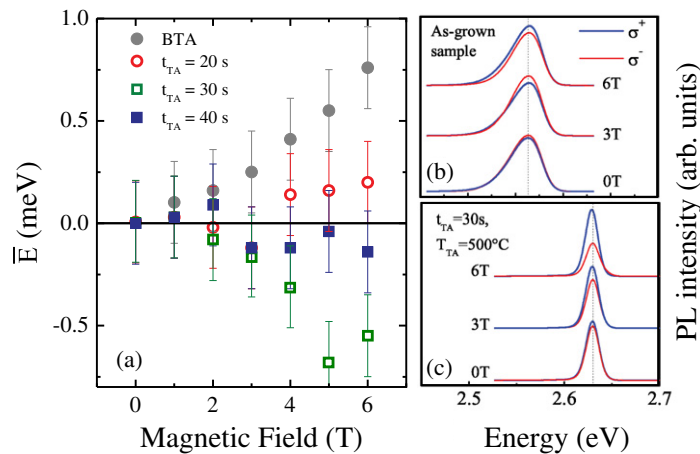 BTA
t_TA = 20 s
t_TA = 30 s
t_TA = 40 s
1.0
0.5
0.0
-0.5
E̅ (meV)
(a)
0 2 4 6
Magnetic Field (T)
As-grown
sample
σ⁺
σ⁻
6T
3T
0T
(b)
t_TA=30s,
T_TA=500°C
6T
3T
0T
(c)
2.5 2.6 2.7
Energy (eV)
PL intensity (arb. units)